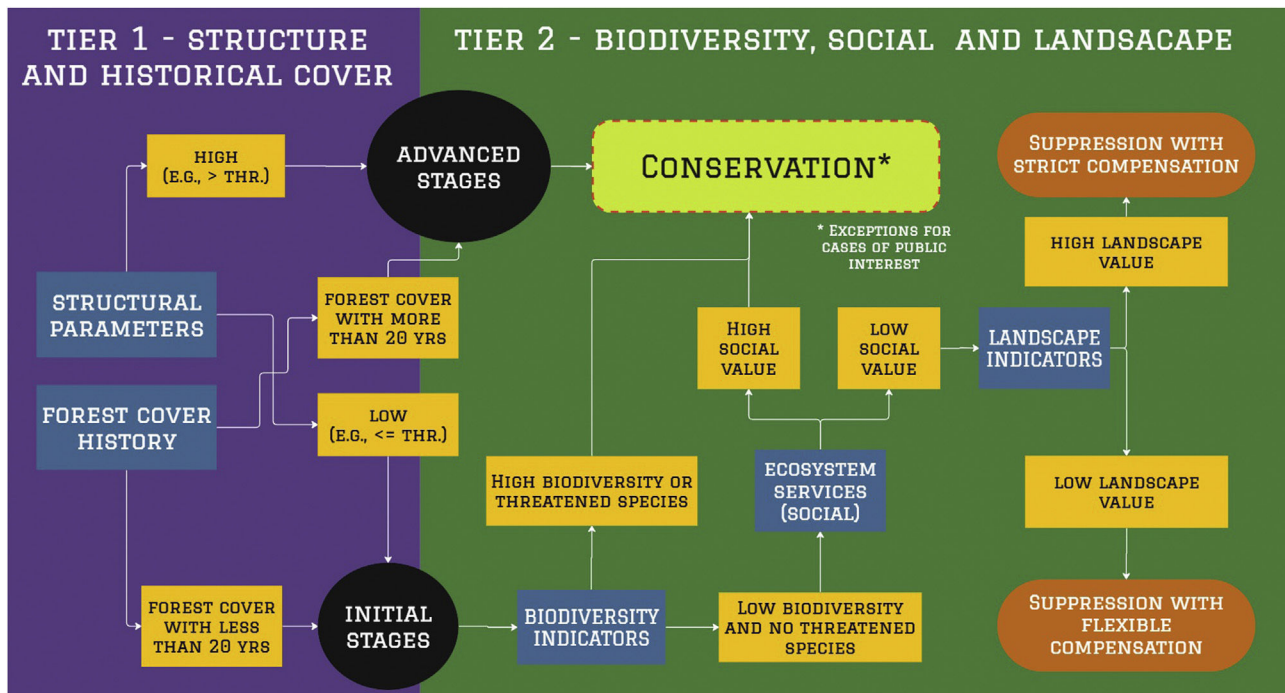 TIER 1 - STRUCTURE
AND HISTORICAL COVER
TIER 2 - BIODIVERSITY, SOCIAL AND LANDSACAPE
HIGH
(E.G., > THR.)
ADVANCED
STAGES
CONSERVATION*
* EXCEPTIONS FOR
CASES OF PUBLIC
INTEREST
SUPPRESSION WITH
STRICT COMPENSATION
HIGH LANDSCAPE
VALUE
STRUCTURAL
PARAMETERS
FOREST COVER
WITH MORE
THAN 20 YRS
HIGH
SOCIAL
VALUE
LOW
SOCIAL
VALUE
LANDSCAPE
INDICATORS
FOREST COVER
HISTORY
LOW
(E.G., <= THR.)
HIGH BIODIVERSITY OR
THREATENED SPECIES
ECOSYSTEM
SERVICES
(SOCIAL)
LOW LANDSCAPE
VALUE
FOREST COVER
WITH LESS
THAN 20 YRS
INITIAL
STAGES
BIODIVERSITY
INDICATORS
LOW BIODIVERSITY
AND NO THREATENED
SPECIES
SUPPRESSION WITH
FLEXIBLE
COMPENSATION